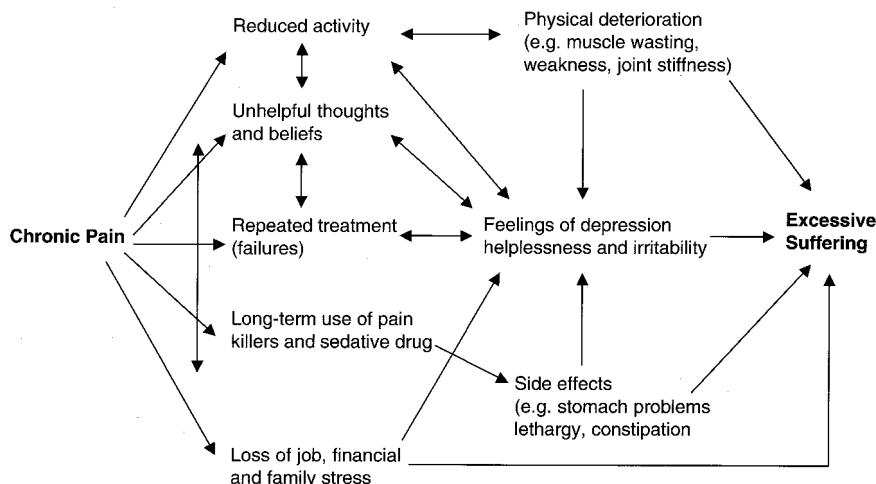 Reduced activity
Physical deterioration
(e.g. muscle wasting,
weakness, joint stiffness)
Unhelpful thoughts
and beliefs
Chronic Pain
Repeated treatment
(failures)
Feelings of depression
helplessness and irritability
Excessive
Suffering
Long-term use of pain
killers and sedative drug
Side effects
(e.g. stomach problems
lethargy, constipation
Loss of job, financial
and family stress